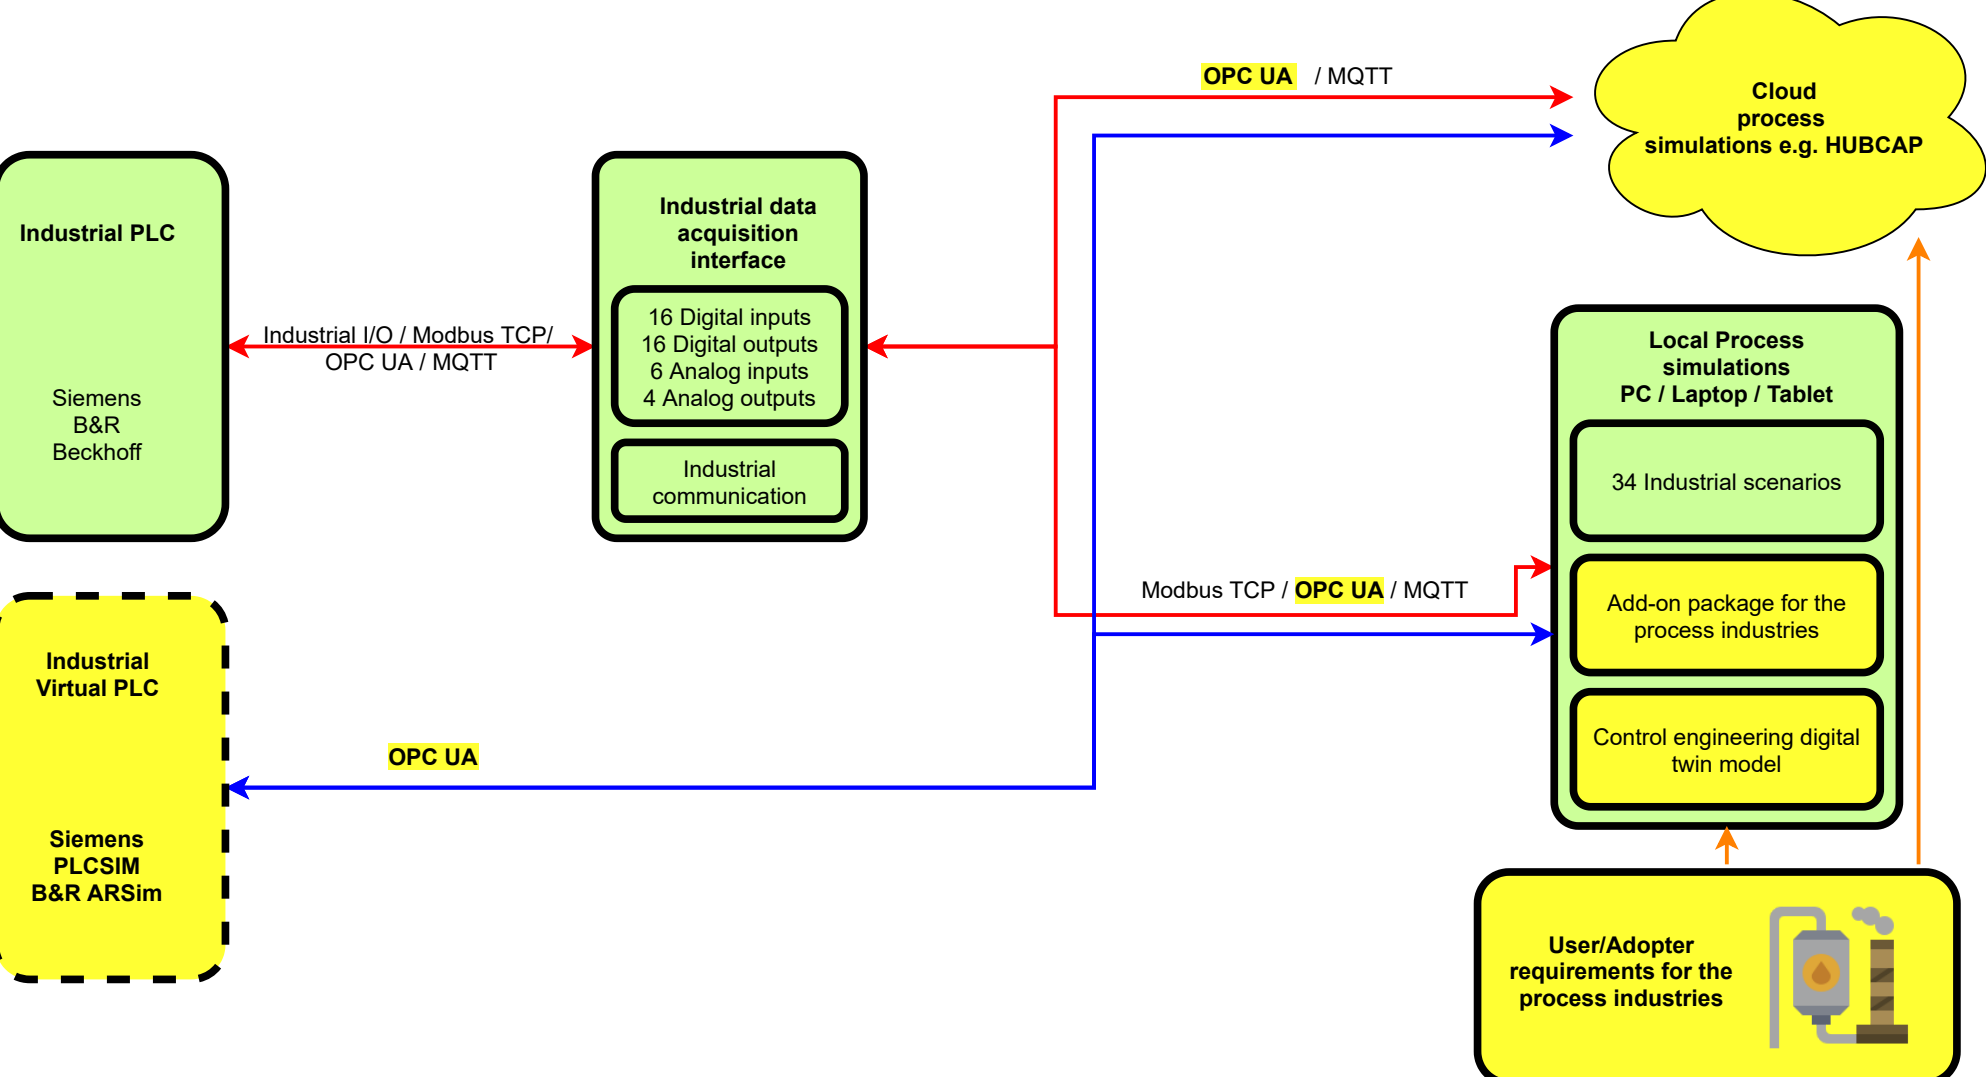 OPC UA / MQTT
Cloud
process
simulations e.g. HUBCAP
Industrial PLC
Siemens
B&R
Beckhoff
Industrial I/O / Modbus TCP/
OPC UA / MQTT
Industrial data
acquisition
interface
16 Digital inputs
16 Digital outputs
6 Analog inputs
4 Analog outputs
Industrial
communication
Local Process
simulations
PC / Laptop / Tablet
34 Industrial scenarios
Add-on package for the
process industries
Control engineering digital
twin model
Modbus TCP / OPC UA / MQTT
Industrial
Virtual PLC
Siemens
PLCSIM
B&R ARSim
OPC UA
User/Adopter
requirements for the
process industries